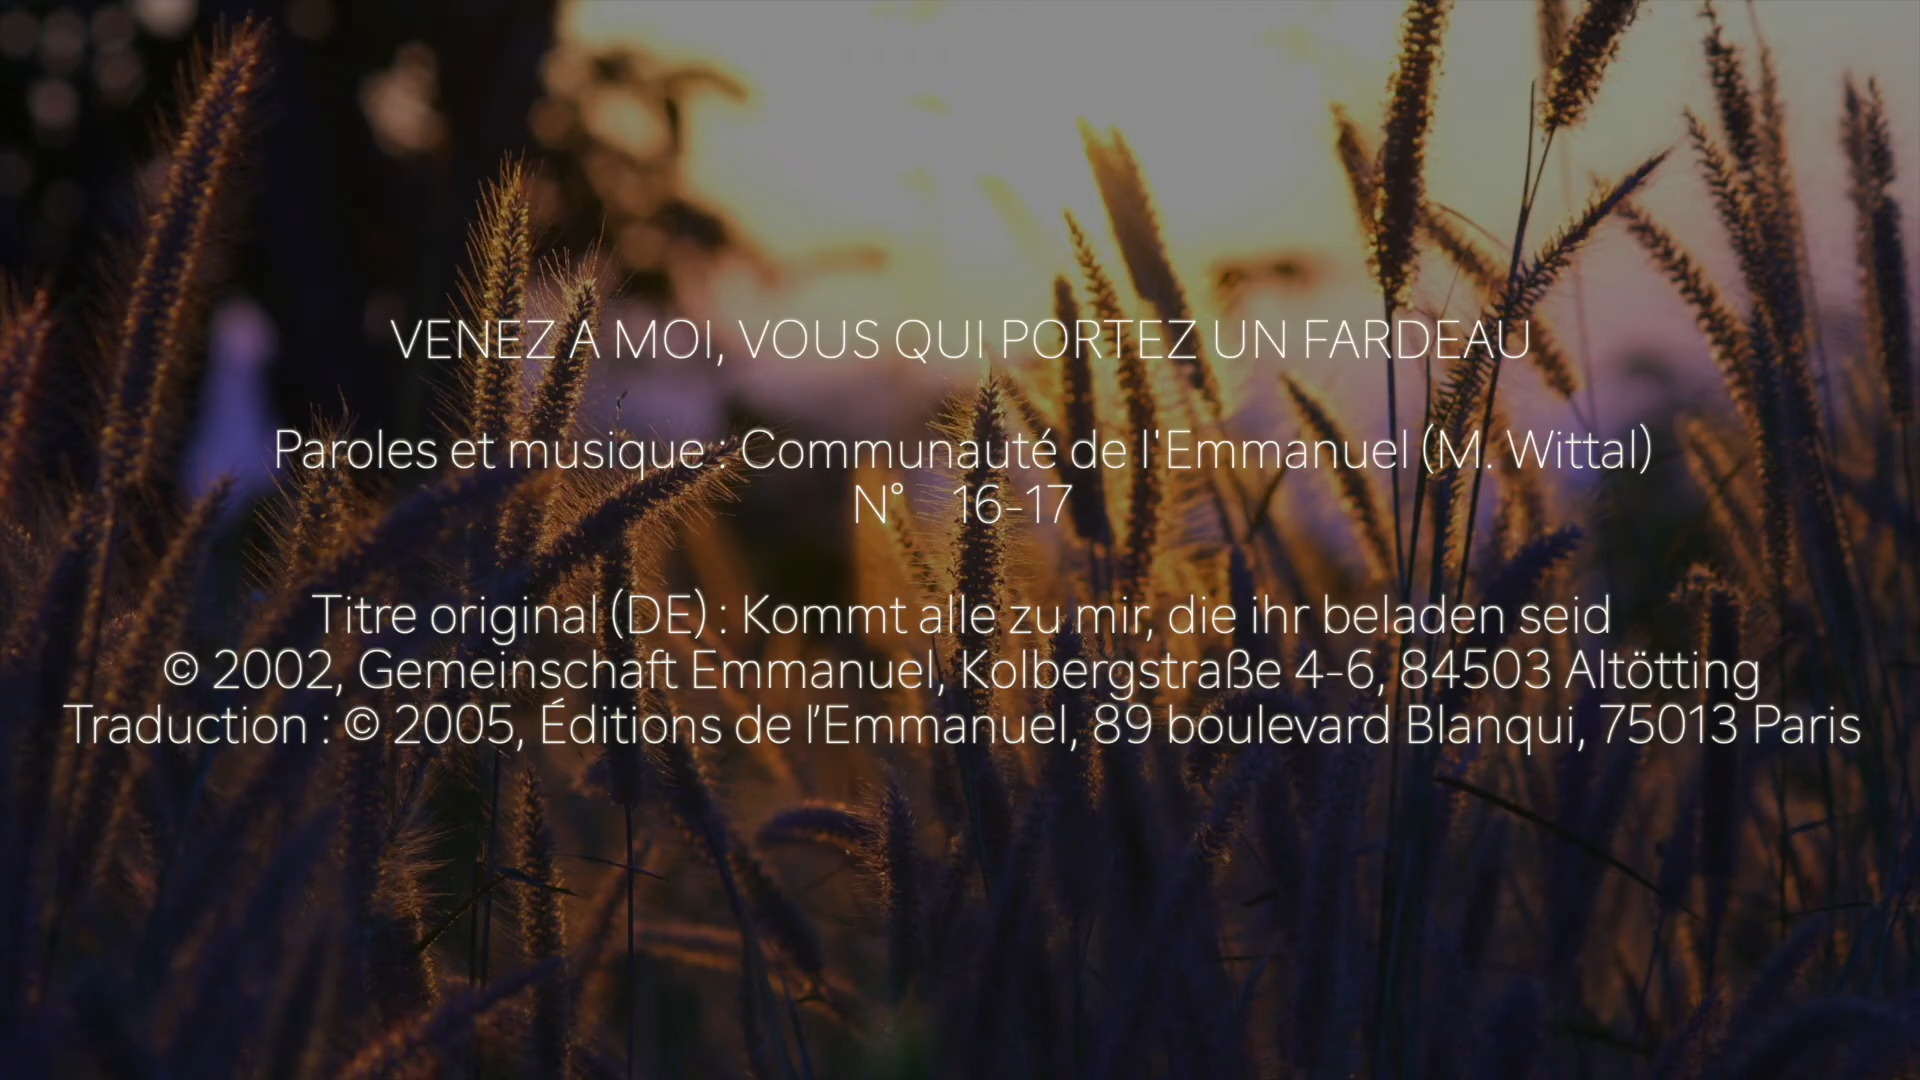 VENEZ A MOI, VOUS QUI PORTEZ UN FARDEAU
Paroles et musique : Communauté de l'Emmanuel (M. Wittal)
N° 16-17
Titre original (DE) : Kommt alle zu mir, die ihr beladen seid
© 2002, Gemeinschaft Emmanuel, Kolbergstraße 4-6, 84503 Altötting
Traduction : © 2005, Éditions de l’Emmanuel, 89 boulevard Blanqui, 75013 Paris